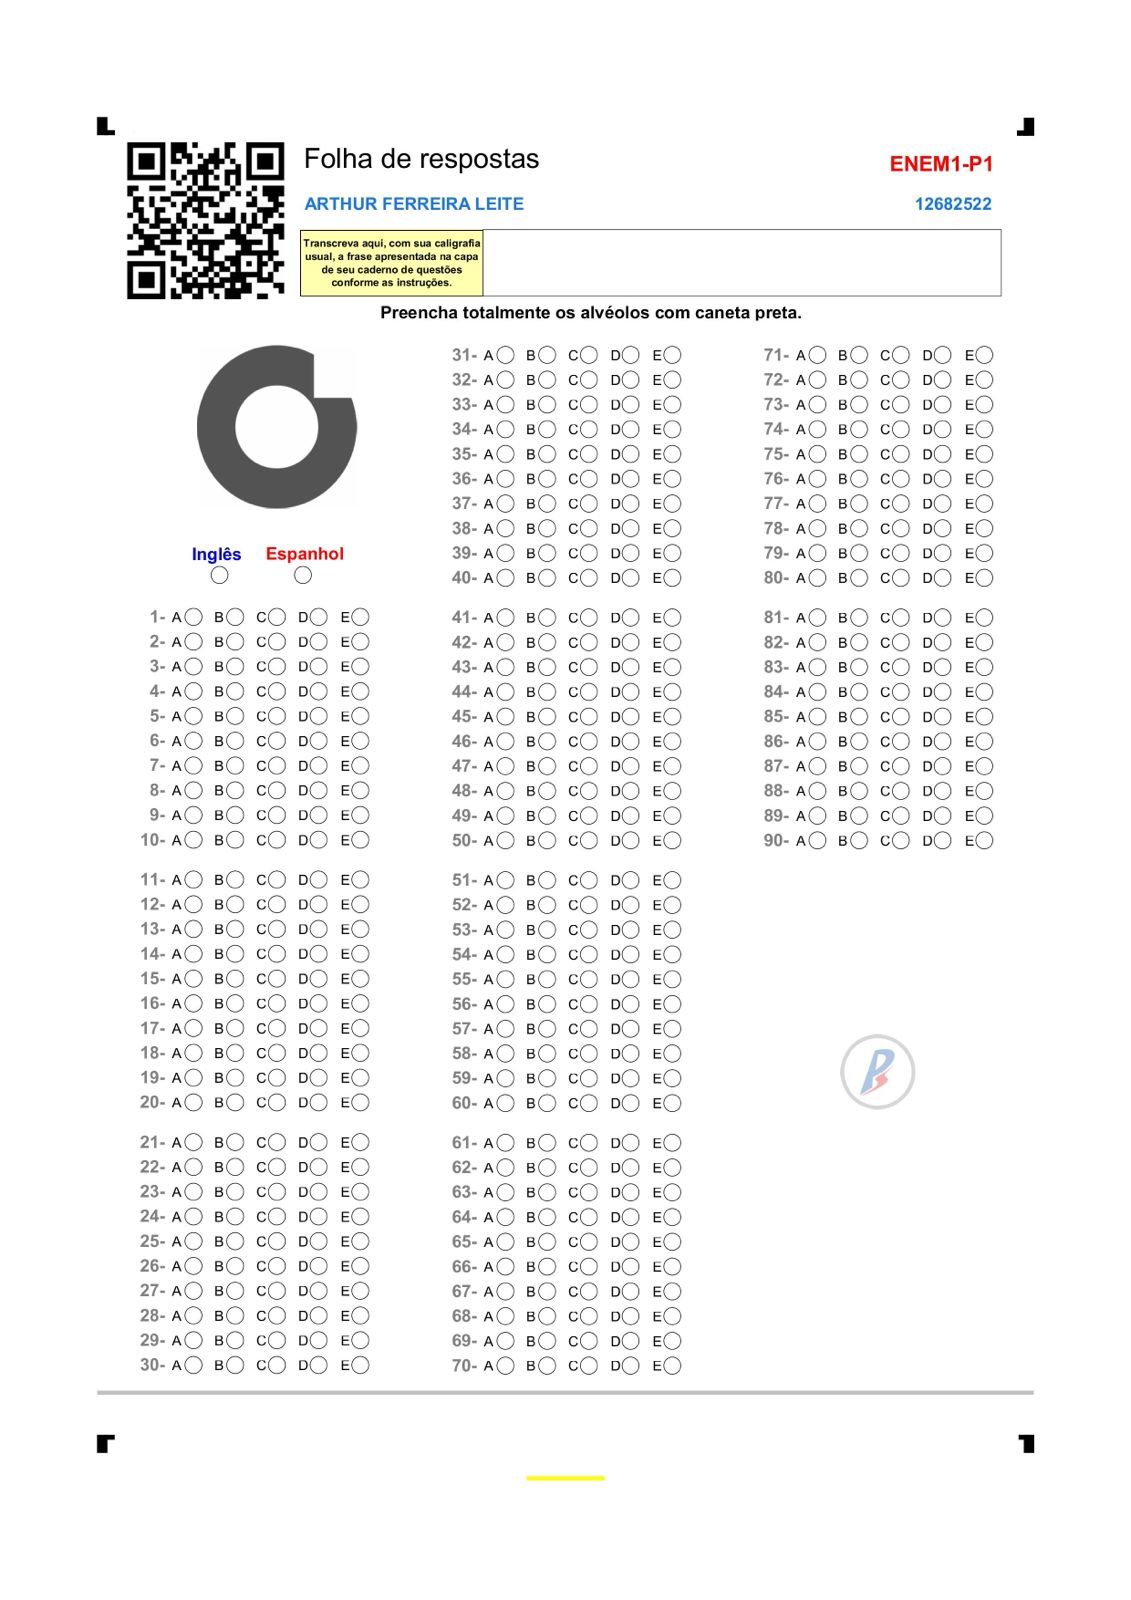 Folha de respostas
ENEM1-P1
ARTHUR FERREIRA LEITE
12682522
Transcreva aqui, com sua caligrafia
usual, a frase apresentada na capa
de seu caderno de questões
conforme as instruções.
Preencha totalmente os alvéolos com caneta preta.
Inglês Espanhol
1- A B C D E
2- A B C D E
3- A B C D E
4- A B C D E
5- A B C D E
6- A B C D E
7- A B C D E
8- A B C D E
9- A B C D E
10- A B C D E
11- A B C D E
12- A B C D E
13- A B C D E
14- A B C D E
15- A B C D E
16- A B C D E
17- A B C D E
18- A B C D E
19- A B C D E
20- A B C D E
21- A B C D E
22- A B C D E
23- A B C D E
24- A B C D E
25- A B C D E
26- A B C D E
27- A B C D E
28- A B C D E
29- A B C D E
30- A B C D E
31- A B C D E
32- A B C D E
33- A B C D E
34- A B C D E
35- A B C D E
36- A B C D E
37- A B C D E
38- A B C D E
39- A B C D E
40- A B C D E
41- A B C D E
42- A B C D E
43- A B C D E
44- A B C D E
45- A B C D E
46- A B C D E
47- A B C D E
48- A B C D E
49- A B C D E
50- A B C D E
51- A B C D E
52- A B C D E
53- A B C D E
54- A B C D E
55- A B C D E
56- A B C D E
57- A B C D E
58- A B C D E
59- A B C D E
60- A B C D E
61- A B C D E
62- A B C D E
63- A B C D E
64- A B C D E
65- A B C D E
66- A B C D E
67- A B C D E
68- A B C D E
69- A B C D E
70- A B C D E
71- A B C D E
72- A B C D E
73- A B C D E
74- A B C D E
75- A B C D E
76- A B C D E
77- A B C D E
78- A B C D E
79- A B C D E
80- A B C D E
81- A B C D E
82- A B C D E
83- A B C D E
84- A B C D E
85- A B C D E
86- A B C D E
87- A B C D E
88- A B C D E
89- A B C D E
90- A B C D E